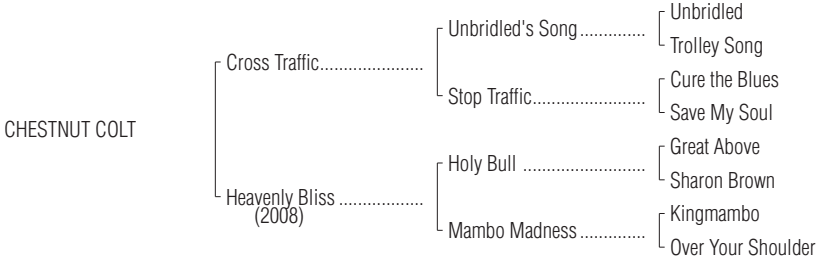 Unbridled
Unbridled's Song..............
Trolley Song
Cross Traffic......................
Cure the Blues
Stop Traffic........................
Save My Soul
CHESTNUT COLT
Great Above
Holy Bull ..........................
Sharon Brown
Heavenly Bliss ..................
(2008)
Kingmambo
Mambo Madness ..............
Over Your Shoulder